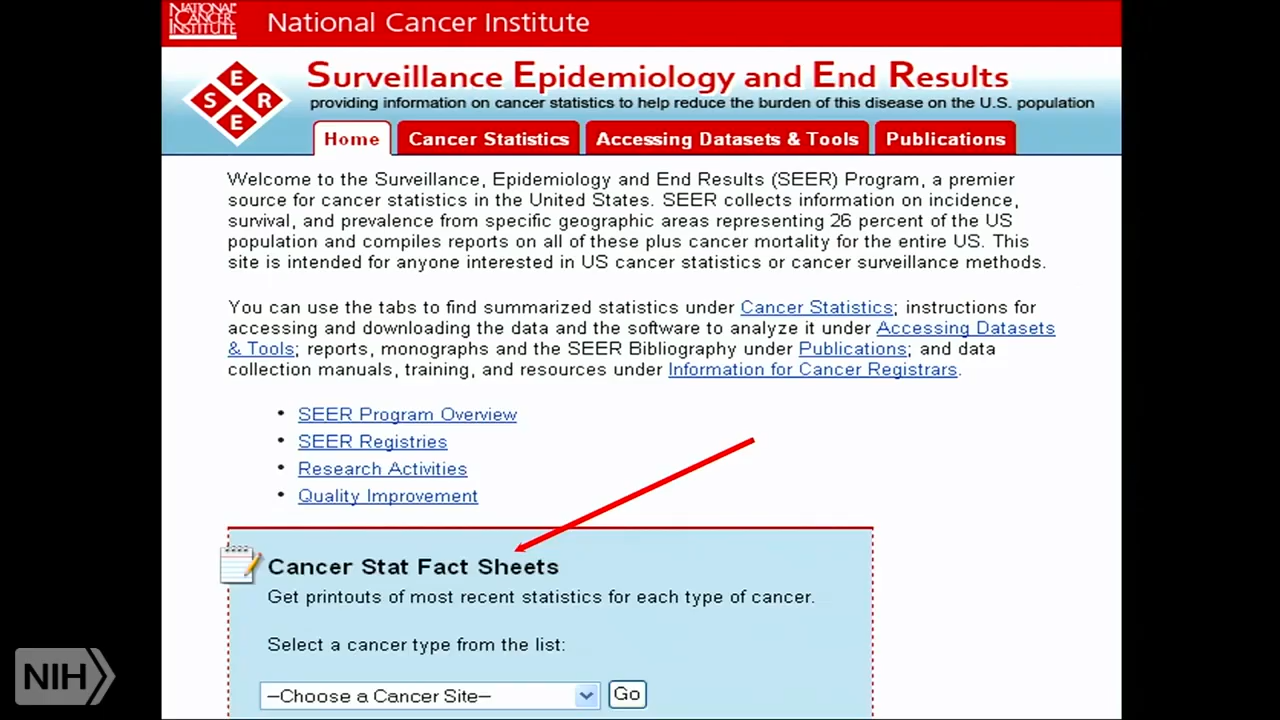 NATIONAL
CANCER
INSTITUTE
National Cancer Institute
S E E R
Surveillance Epidemiology and End Results
providing information on cancer statistics to help reduce the burden of this disease on the U.S. population
Home
Cancer Statistics
Accessing Datasets & Tools
Publications
Welcome to the Surveillance, Epidemiology and End Results (SEER) Program, a premier
source for cancer statistics in the United States. SEER collects information on incidence,
survival, and prevalence from specific geographic areas representing 26 percent of the US
population and compiles reports on all of these plus cancer mortality for the entire US. This
site is intended for anyone interested in US cancer statistics or cancer surveillance methods.
You can use the tabs to find summarized statistics under Cancer Statistics; instructions for
accessing and downloading the data and the software to analyze it under Accessing Datasets
& Tools; reports, monographs and the SEER Bibliography under Publications; and data
collection manuals, training, and resources under Information for Cancer Registrars.
• SEER Program Overview
• SEER Registries
• Research Activities
• Quality Improvement
Cancer Stat Fact Sheets
Get printouts of most recent statistics for each type of cancer.
Select a cancer type from the list:
--Choose a Cancer Site--
Go
NIH